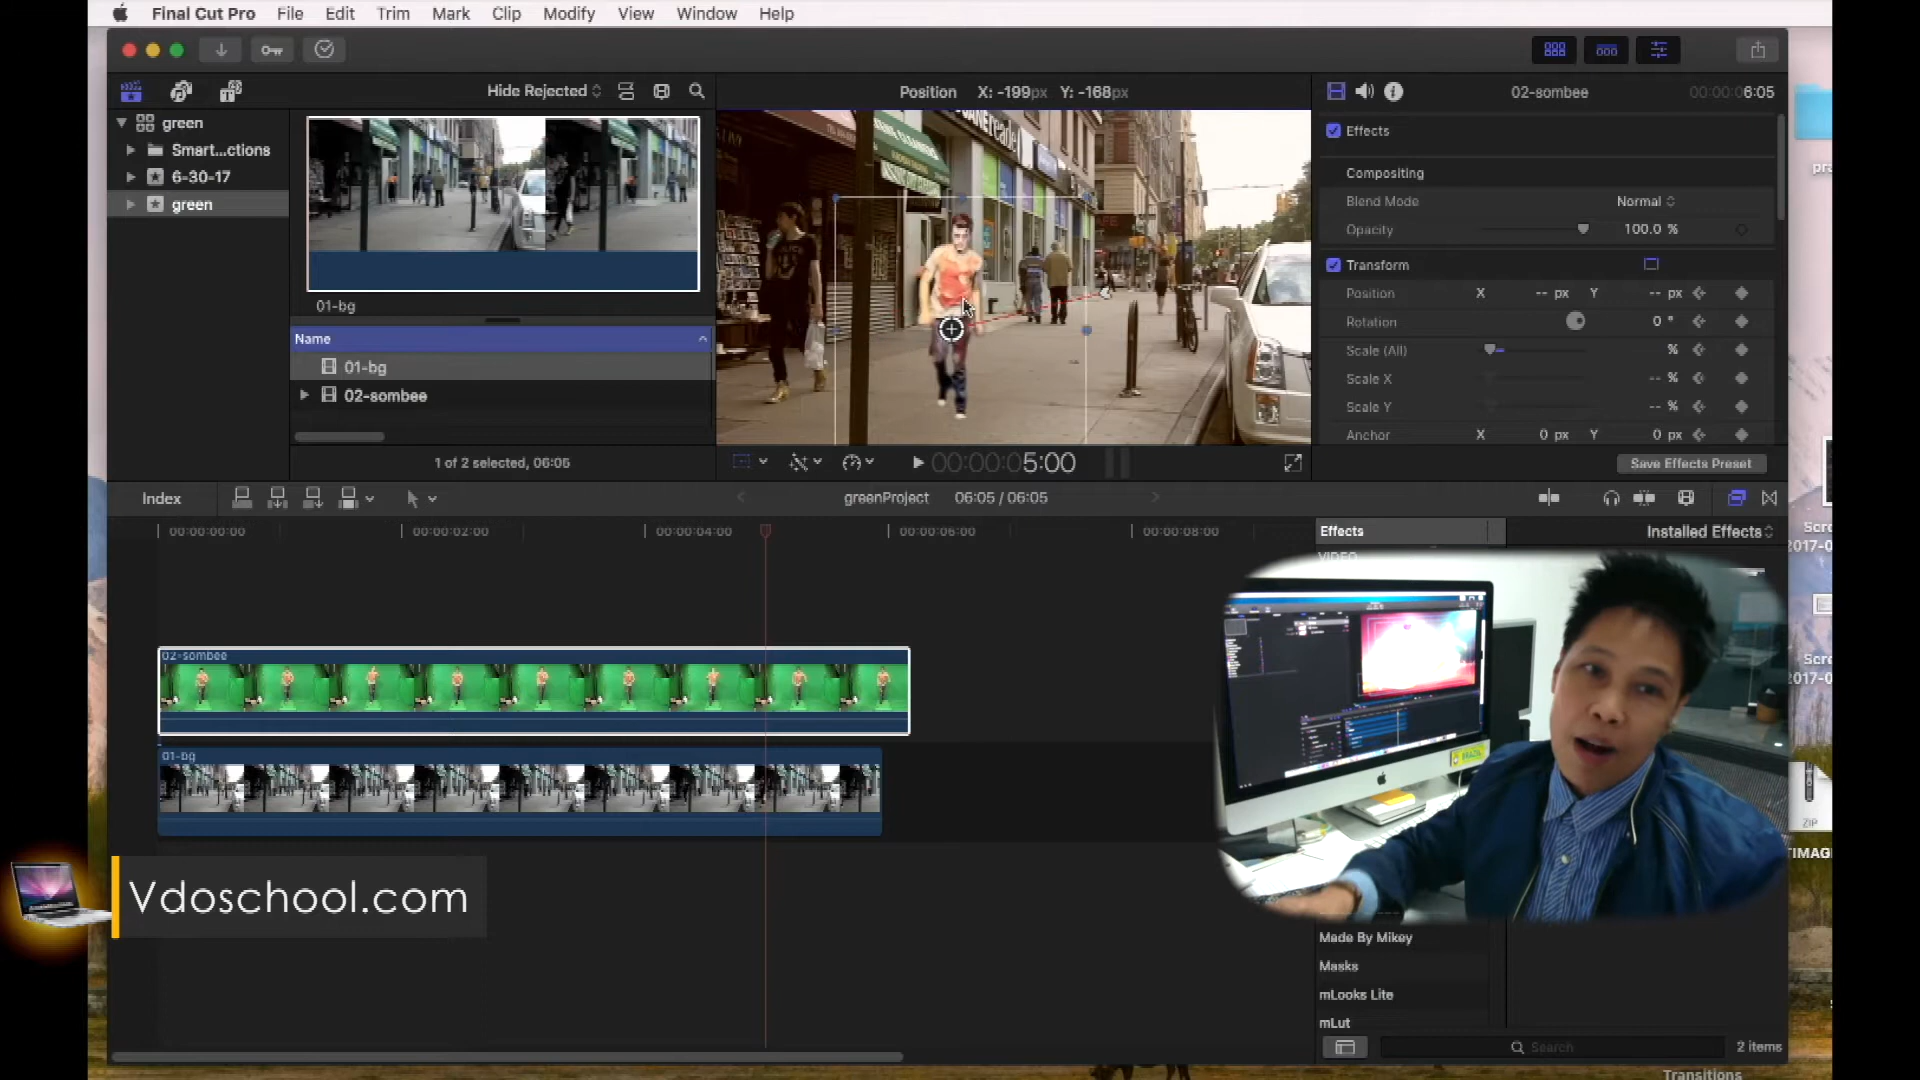 Final Cut Pro File Edit Trim Mark Clip Modify View Window Help
Hide Rejected
Position X: -199px Y: -168px
02-sombee
00:00:06:05
green
Smart...ctions
6-30-17
green
01-bg
Name
01-bg
02-sombee
1 of 2 selected, 06:05
00:00:00:05:00
Effects
Compositing
Blend Mode Normal
Opacity 100.0 %
Transform
Position X -- px Y -- px
Rotation 0 °
Scale (All) %
Scale X -- %
Scale Y -- %
Anchor X 0 px Y 0 px
Save Effects Preset
Index
greenProject 06:05 / 06:05
00:00:00:00 00:00:02:00 00:00:04:00 00:00:06:00 00:00:08:00
Effects
Installed Effects
VIDEO
02-sombee
01-bg
Vdoschool.com
Made By Mikey
Masks
mLooks Lite
mLut
Search
2 items
Transitions
ZIP